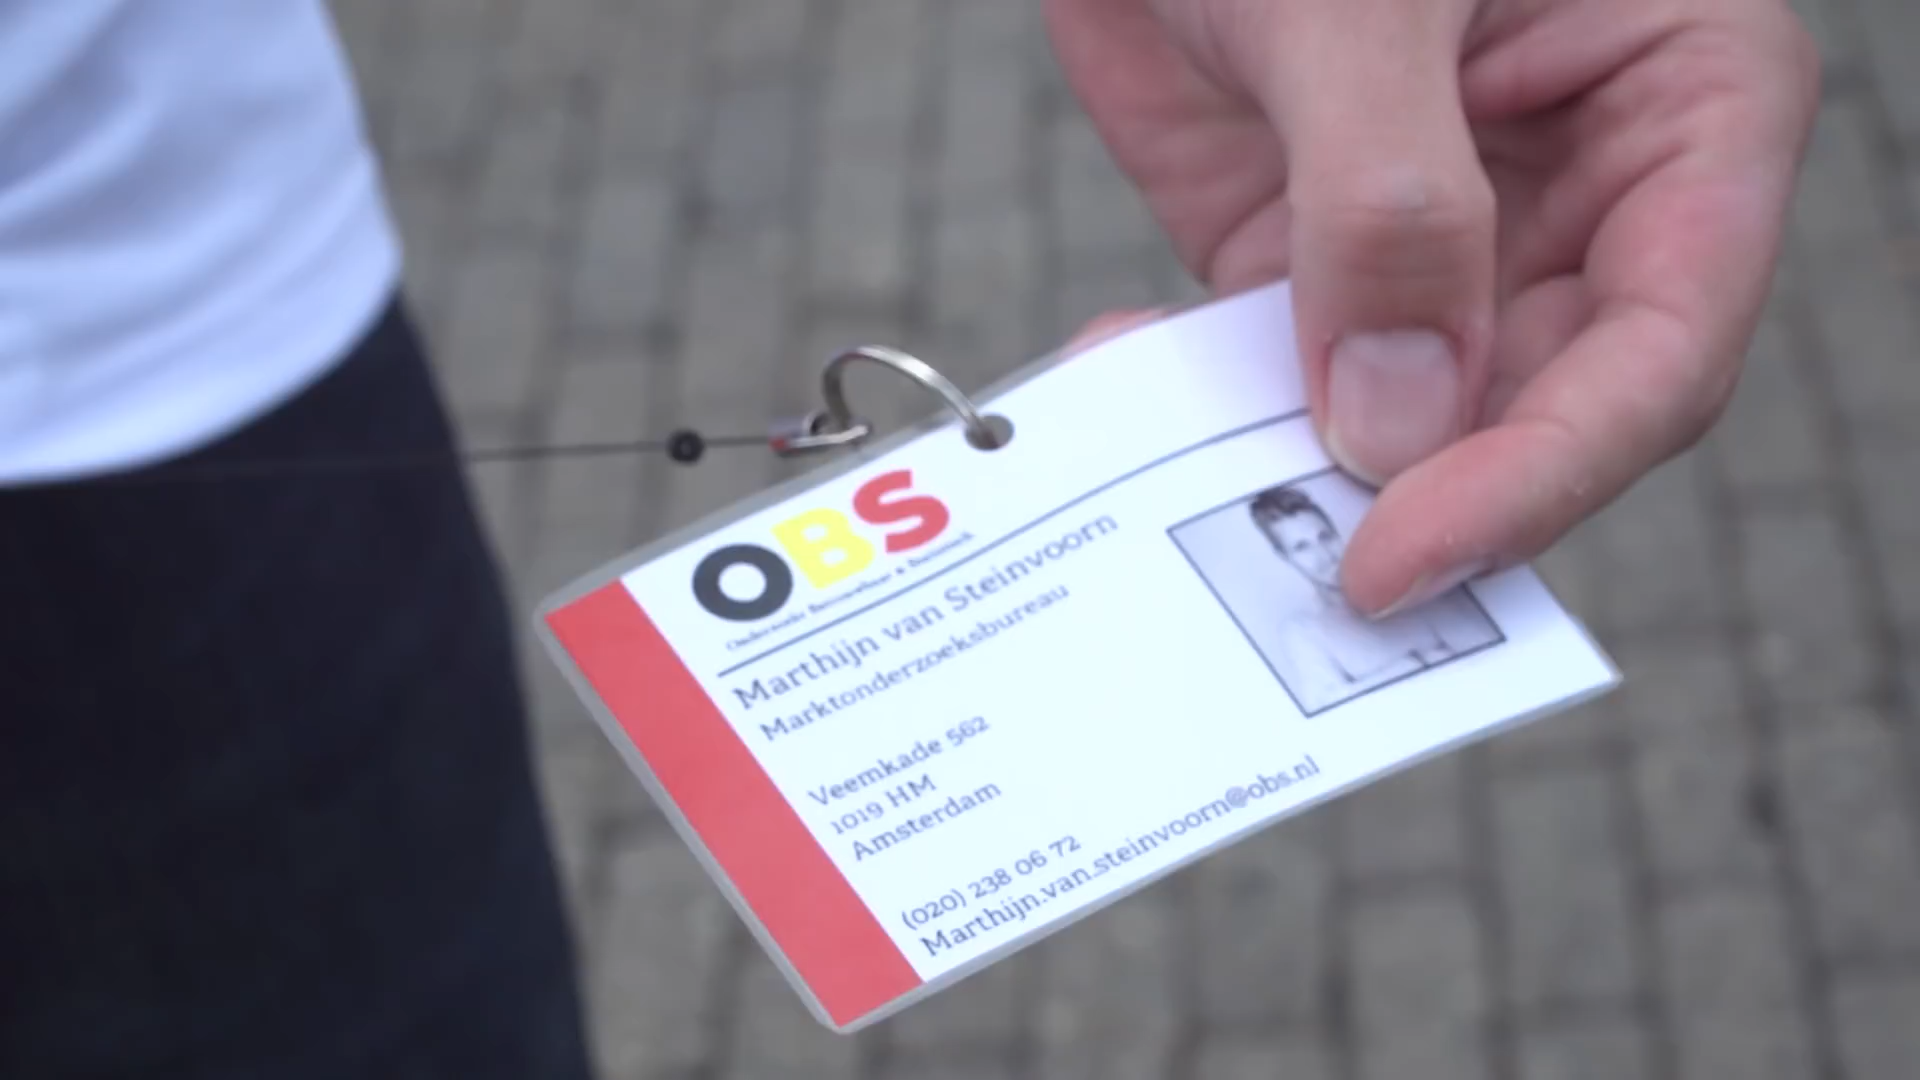 OBS
Marthijn van Steinvoorn
Marktonderzoeksbureau
Veemkade 562
1019 HM
Amsterdam
(020) 238 06 72
Marthijn.van.steinvoorn@obs.nl